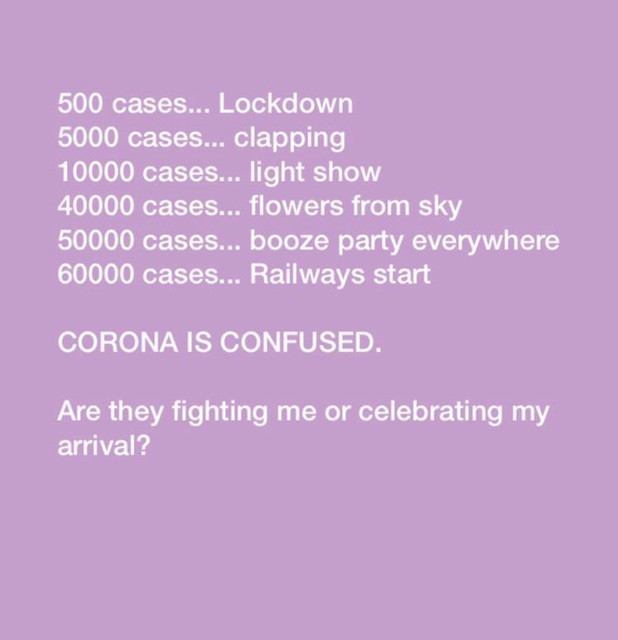 500 cases... Lockdown
5000 cases... clapping
10000 cases... light show
40000 cases... flowers from sky
50000 cases... booze party everywhere
60000 cases... Railways start
CORONA IS CONFUSED.
Are they fighting me or celebrating my
arrival?